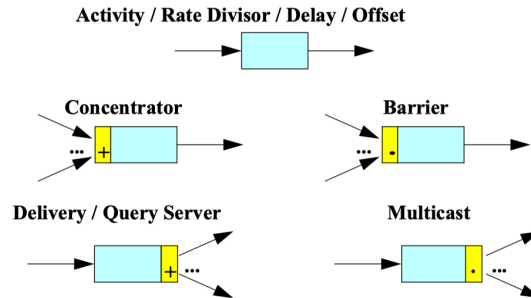 Activity / Rate Divisor / Delay / Offset
Concentrator
Barrier
... +
... •
Delivery / Query Server
Multicast
+ ...
· ...